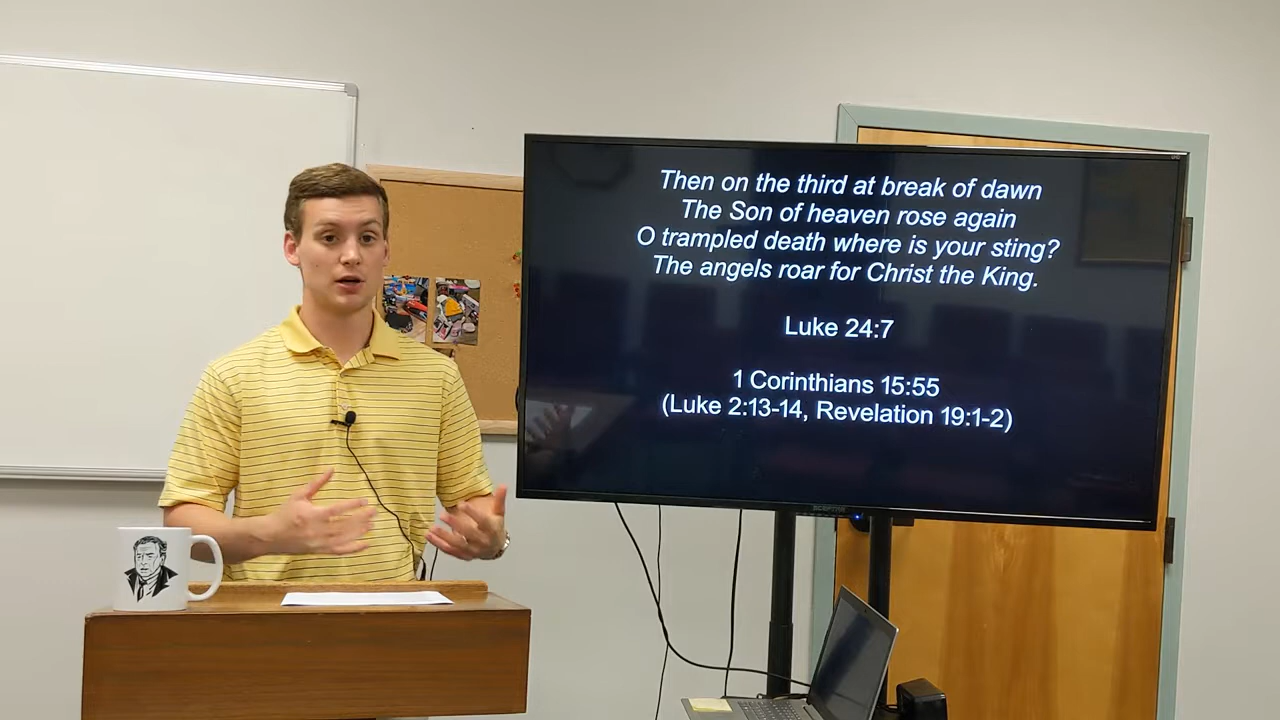 Then on the third at break of dawn
The Son of heaven rose again
O trampled death where is your sting?
The angels roar for Christ the King.
Luke 24:7
1 Corinthians 15:55
(Luke 2:13-14, Revelation 19:1-2)
SCEPTRE